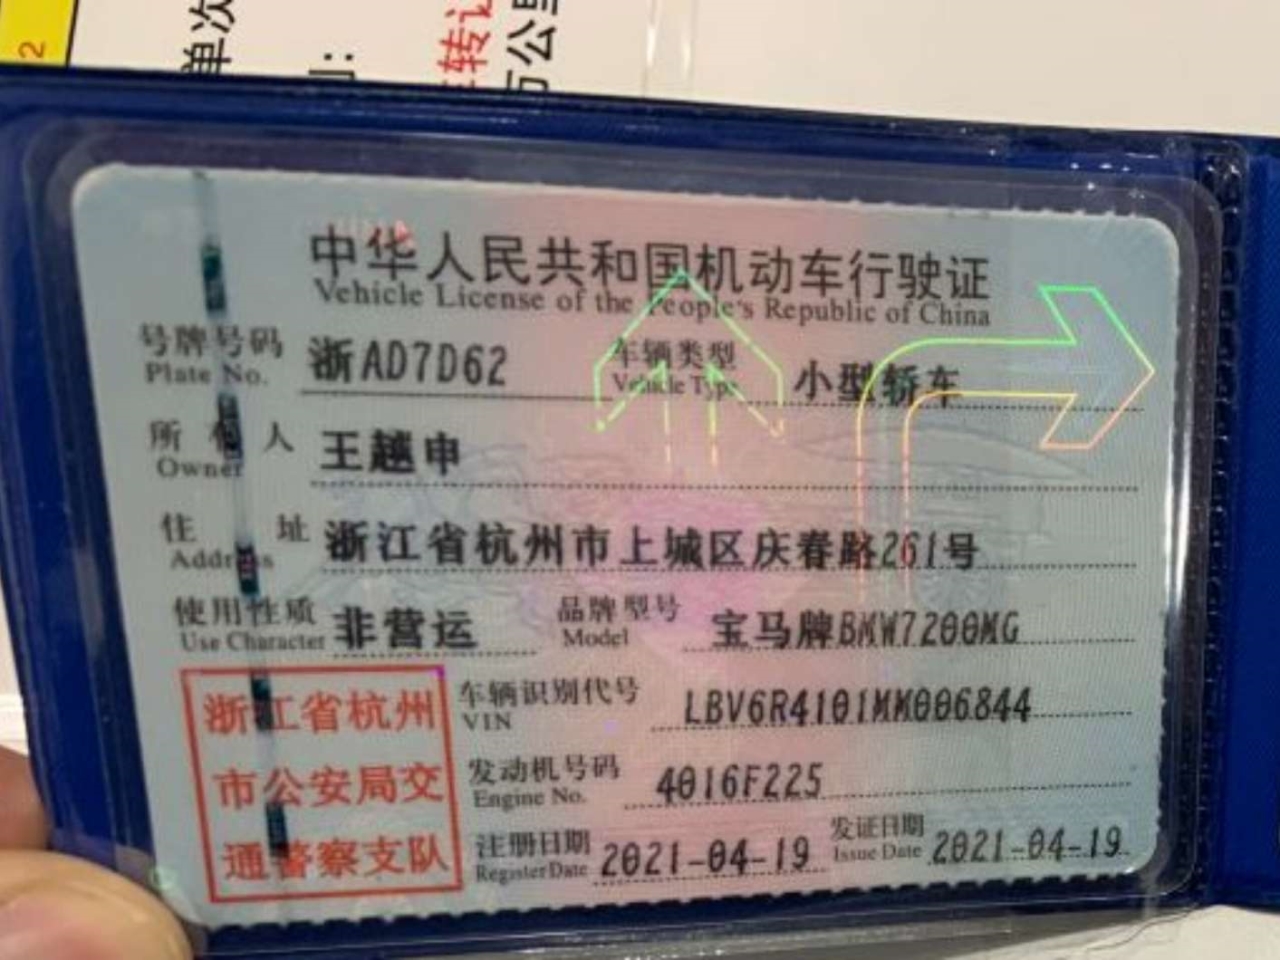 2
单次
转
万公里
中华人民共和国机动车行驶证
Vehicle License of the People's Republic of China
号牌号码 浙AD7D62 车辆类型 小型轿车
Plate No. Vehicle Type
所有人 王越申
Owner
住址 浙江省杭州市上城区庆春路261号
Address
使用性质 非营运 品牌型号 宝马牌BMW7200MG
Use Character Model
浙江省杭州
市公安局交
通警察支队
车辆识别代号 LBV6R4101MM006844
VIN
发动机号码 4016F225
Engine No.
注册日期 2021-04-19 发证日期 2021-04-19
Register Date Issue Date